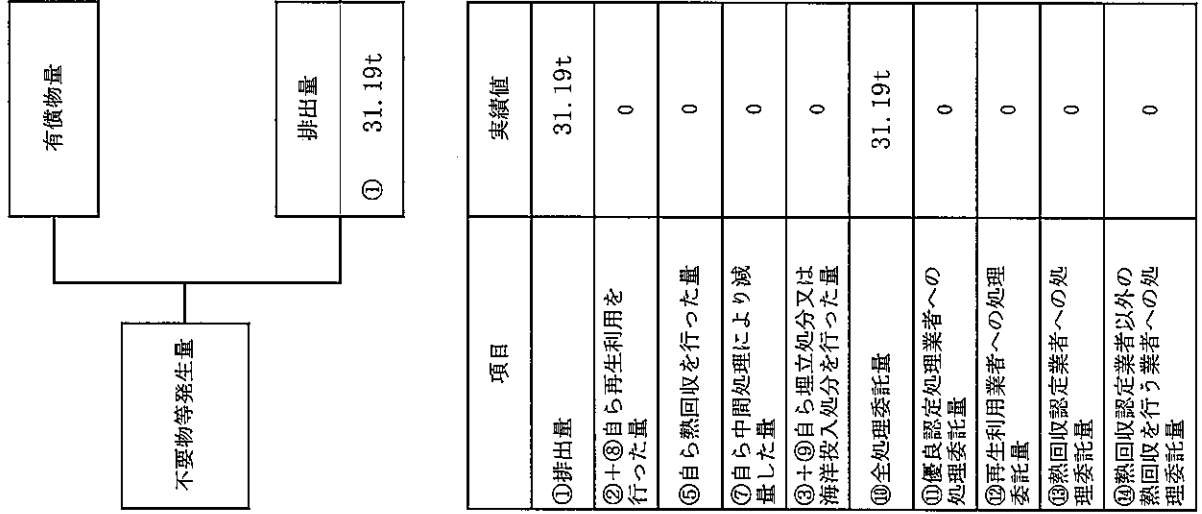 不要物等発生量
有償物量
排出量
① 31.19t
項目
実績値
①排出量
31.19t
②+⑧自ら再生利用を
行った量
0
⑤自ら熱回収を行った量
0
⑦自ら中間処理により減
量した量
0
③+⑨自ら埋立処分又は
海洋投入処分を行った量
0
⑩全処理委託量
31.19t
⑪優良認定処理業者への
処理委託量
0
⑫再生利用業者への処理
委託量
0
⑬熱回収認定業者への処
理委託量
0
⑭熱回収認定業者以外の
熱回収を行う業者への処
理委託量
0